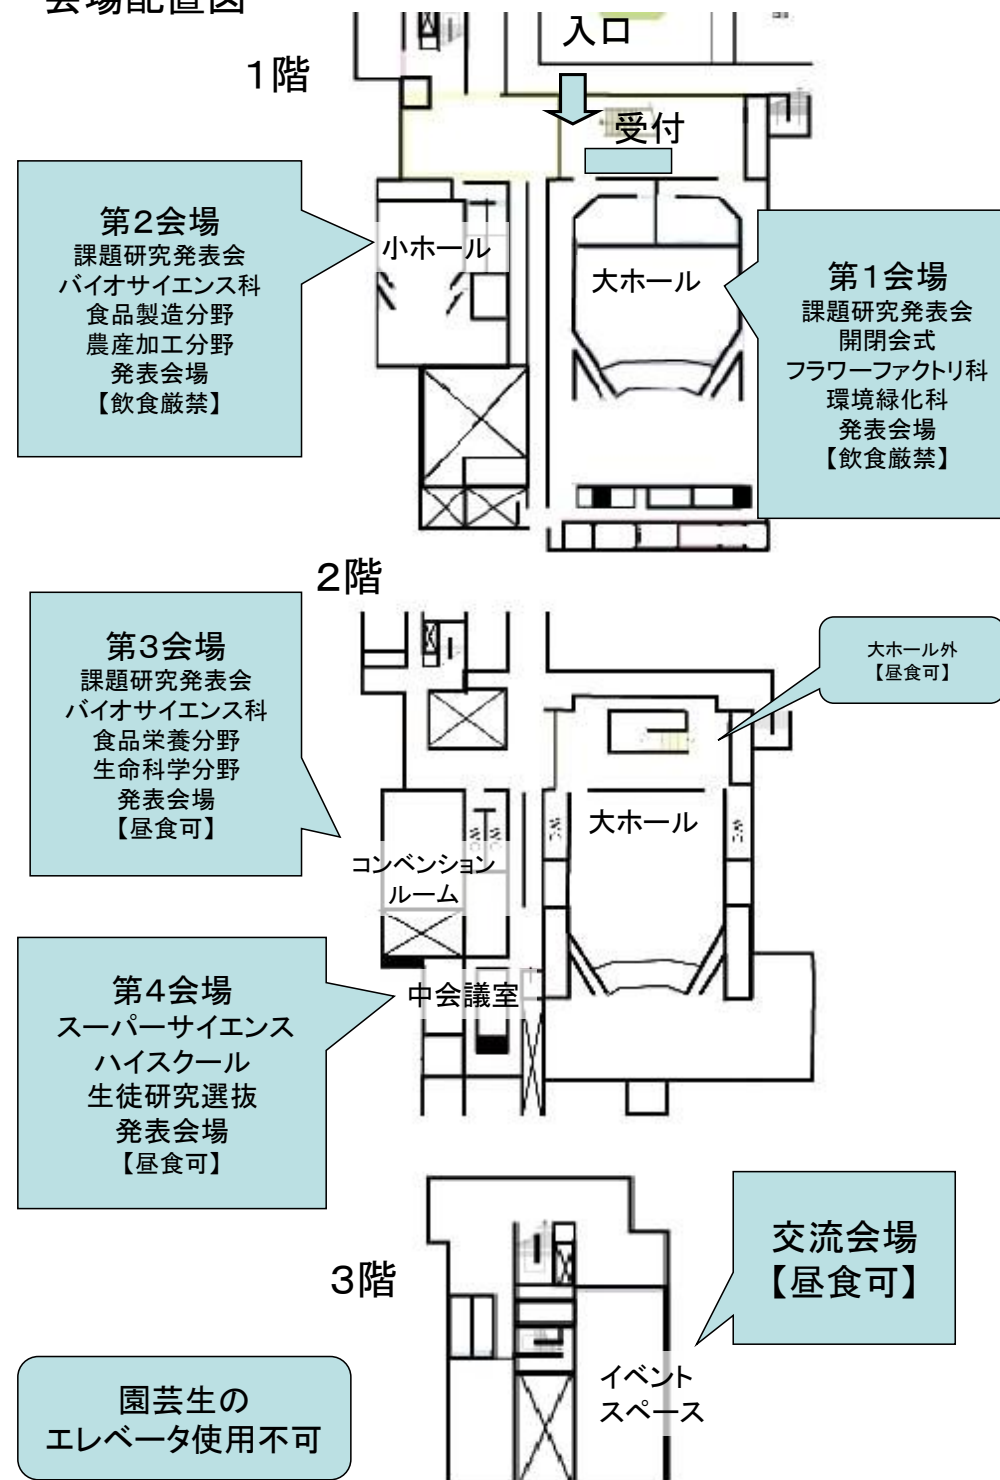 会場配置図
入口
1階
受付
第2会場
課題研究発表会
バイオサイエンス科
食品製造分野
農産加工分野
発表会場
【飲食厳禁】
小ホール
大ホール
第1会場
課題研究発表会
開閉会式
フラワーファクトリ科
環境緑化科
発表会場
【飲食厳禁】
2階
第3会場
課題研究発表会
バイオサイエンス科
食品栄養分野
生命科学分野
発表会場
【昼食可】
大ホール外
【昼食可】
大ホール
WC
WC
WC
WC
コンベンション
ルーム
第4会場
スーパーサイエンス
ハイスクール
生徒研究選抜
発表会場
【昼食可】
中会議室
3階
交流会場
【昼食可】
イベント
スペース
園芸生の
エレベータ使用不可